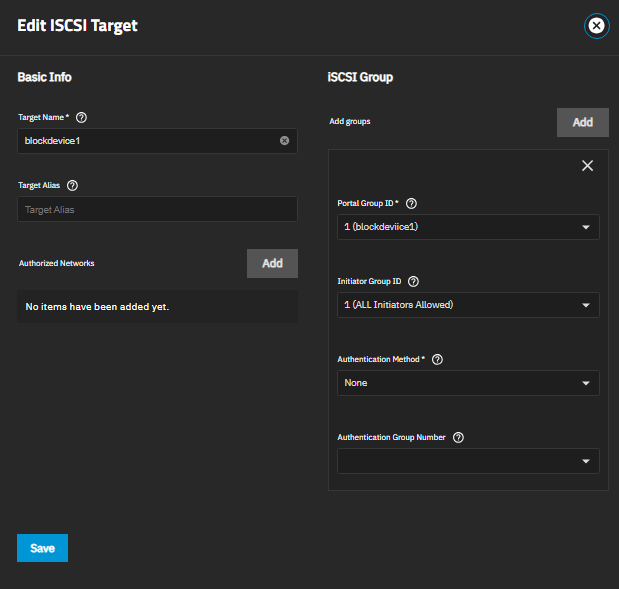 Edit ISCSI Target
Basic Info
Target Name *
blockdevice1
Target Alias
Target Alias
Authorized Networks
Add
No items have been added yet.
iSCSI Group
Add groups
Add
Portal Group ID *
1 (blockdeviice1)
Initiator Group ID
1 (ALL Initiators Allowed)
Authentication Method *
None
Authentication Group Number
Save